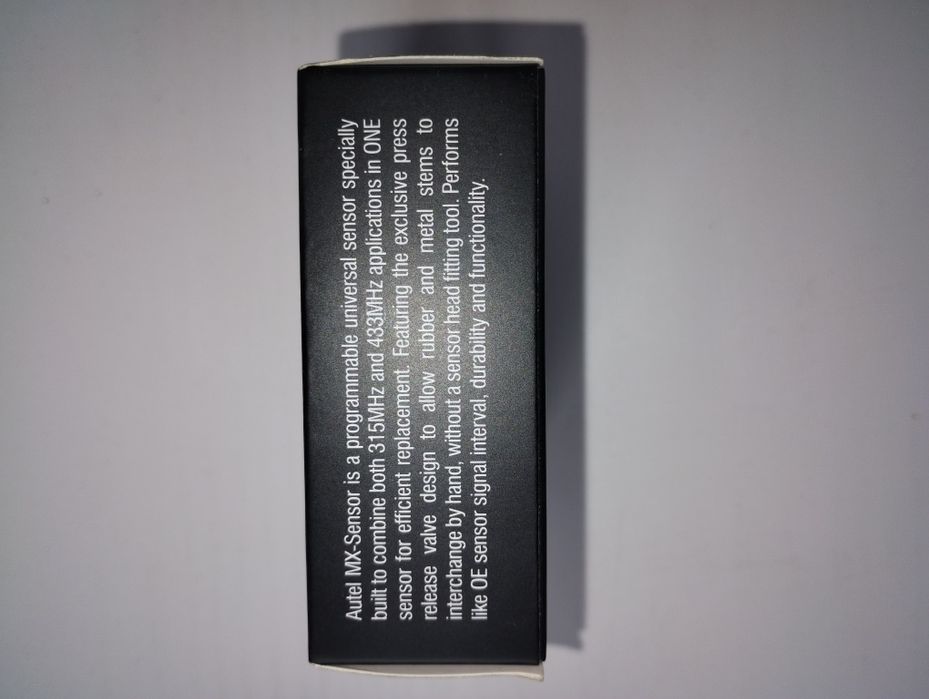 Autel MX-Sensor is a programmable universal sensor specially
built to combine both 315MHz and 433MHz applications in ONE
sensor for efficient replacement. Featuring the exclusive press
release valve design to allow rubber and metal stems to
interchange by hand, without a sensor head fitting tool. Performs
like OE sensor signal interval, durability and functionality.